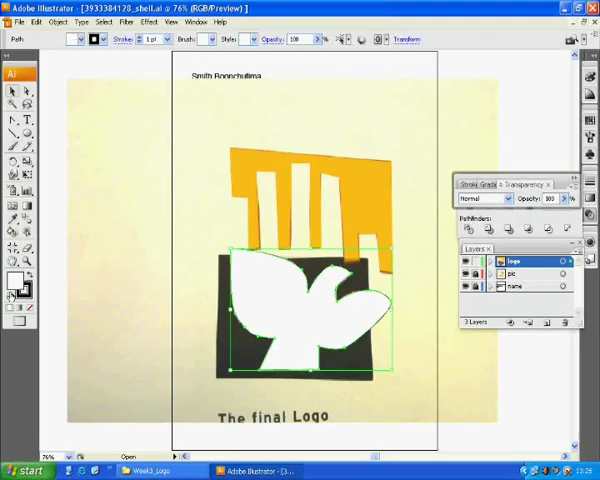 Adobe Illustrator - [3933384128_shell.ai @ 76% (RGB/Preview) ]
File Edit Object Type Select Filter Effect View Window Help
Path Stroke: 1 pt Brush: Style: Opacity: 100 % Transform
Ai
Smith Boonchutima
Stroke Gradi Transparency
Normal Opacity: 100 %
Pathfinders:
Layers
logo
pic
name
3 Layers
The final Logo
76% Open
start Week3_Logo Adobe Illustrator - [3... 13:26